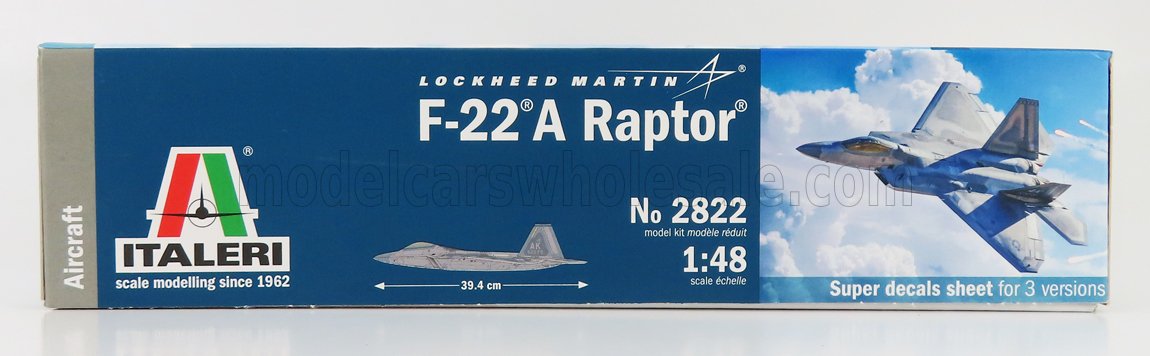 Aircraft
ITALERI®
scale modelling since 1962
LOCKHEED MARTIN®
F-22® A Raptor®
modelcarswholesale.com
No 2822
model kit modèle réduit
1:48
scale échelle
AK
39.4 cm
Super decals sheet for 3 versions